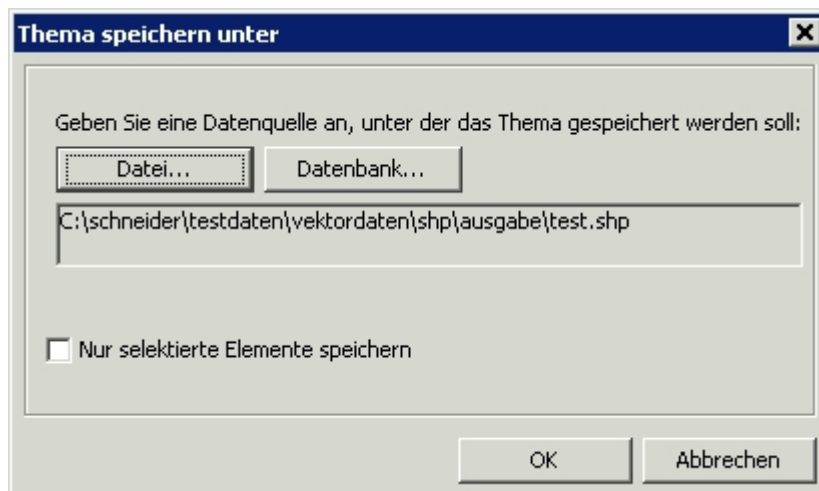 Thema speichern unter
Geben Sie eine Datenquelle an, unter der das Thema gespeichert werden soll:
Datei... Datenbank...
C:\schneider\testdaten\vektordaten\shp\ausgabe\test.shp
Nur selektierte Elemente speichern
OK Abbrechen